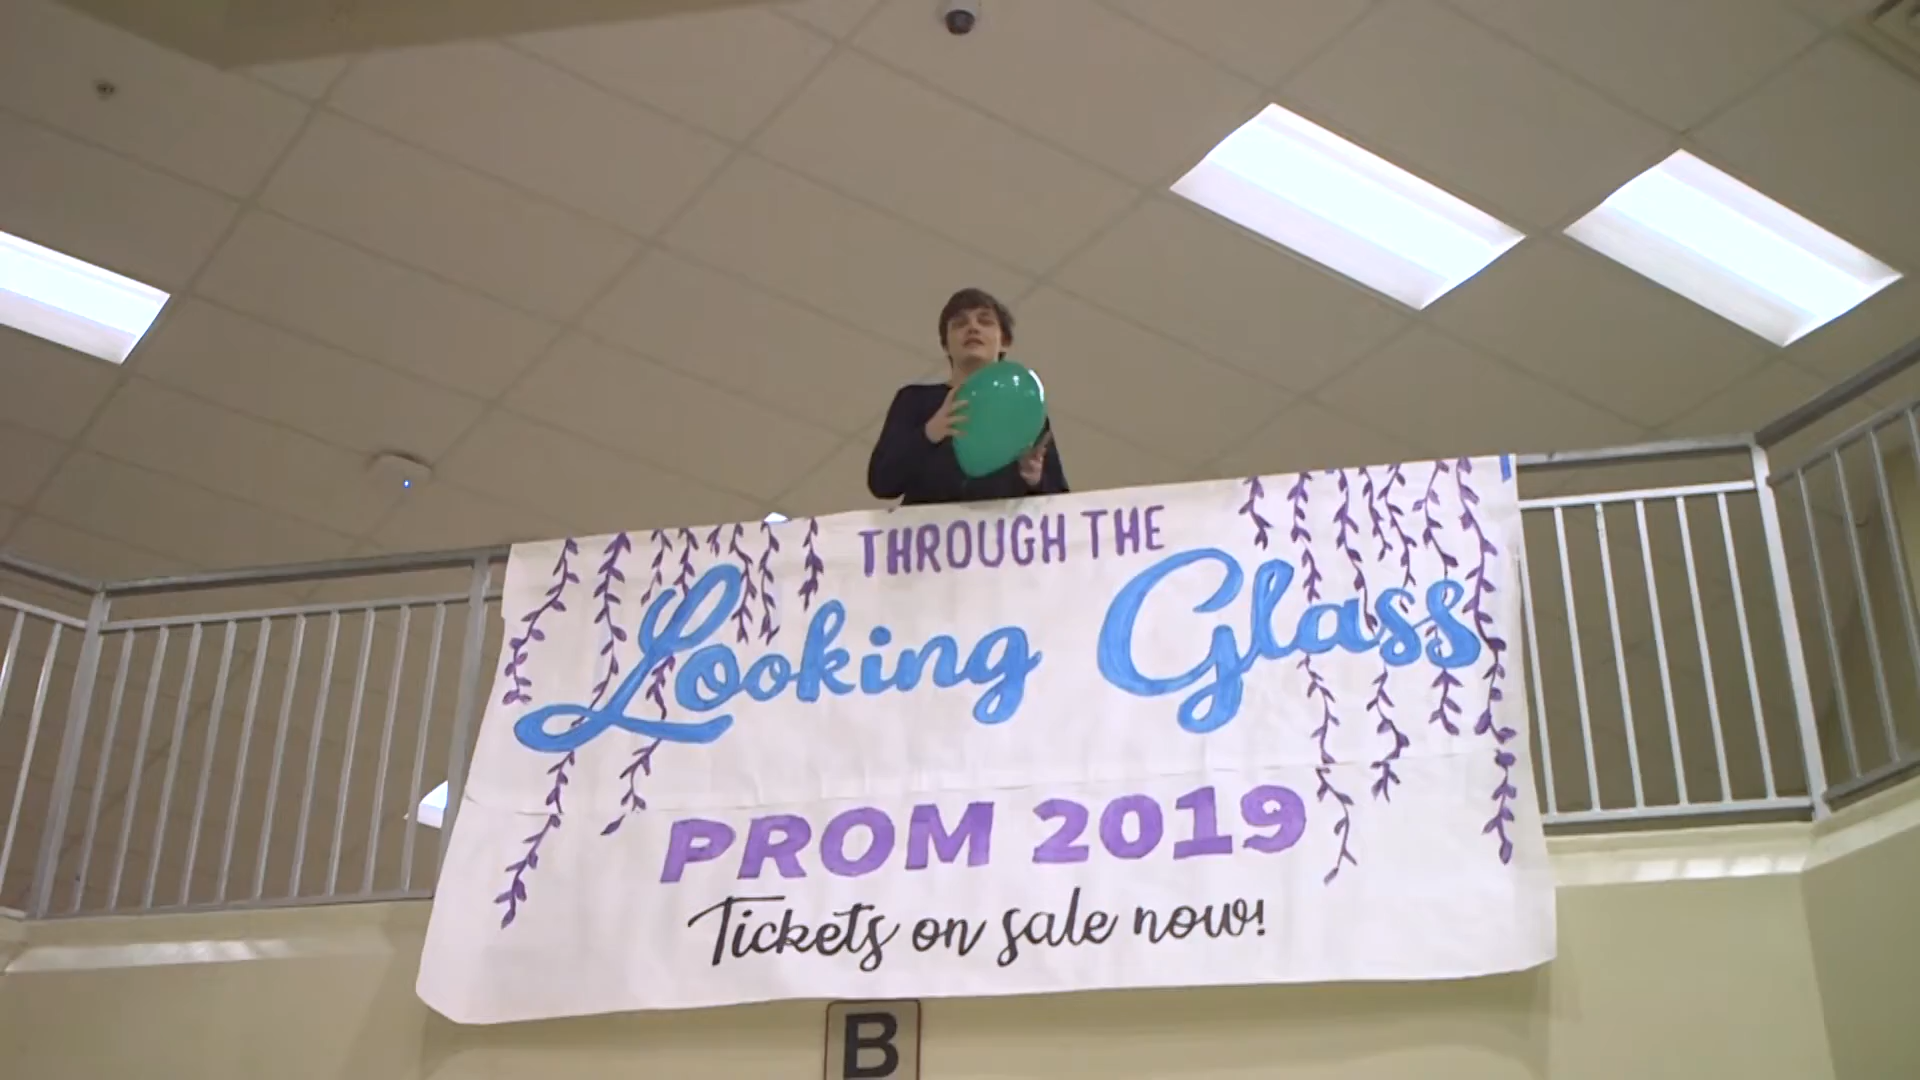 THROUGH THE
Looking Glass
PROM 2019
Tickets on sale now!
B